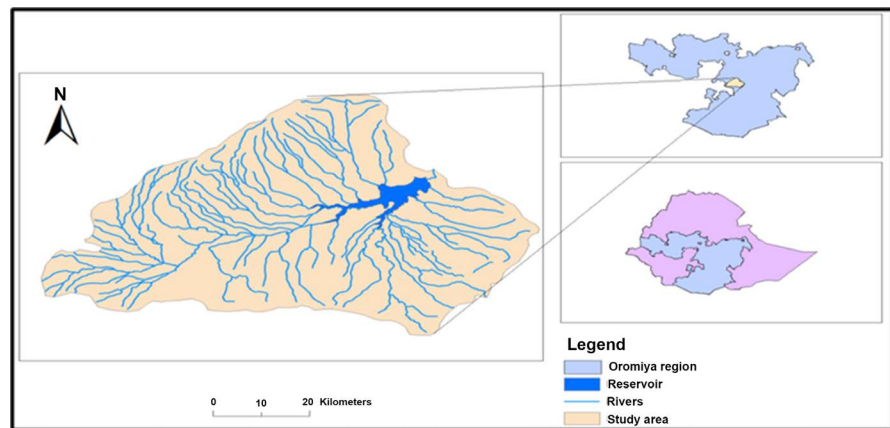 N
0 10 20 Kilometers
Legend
Oromiya region
Reservoir
Rivers
Study area